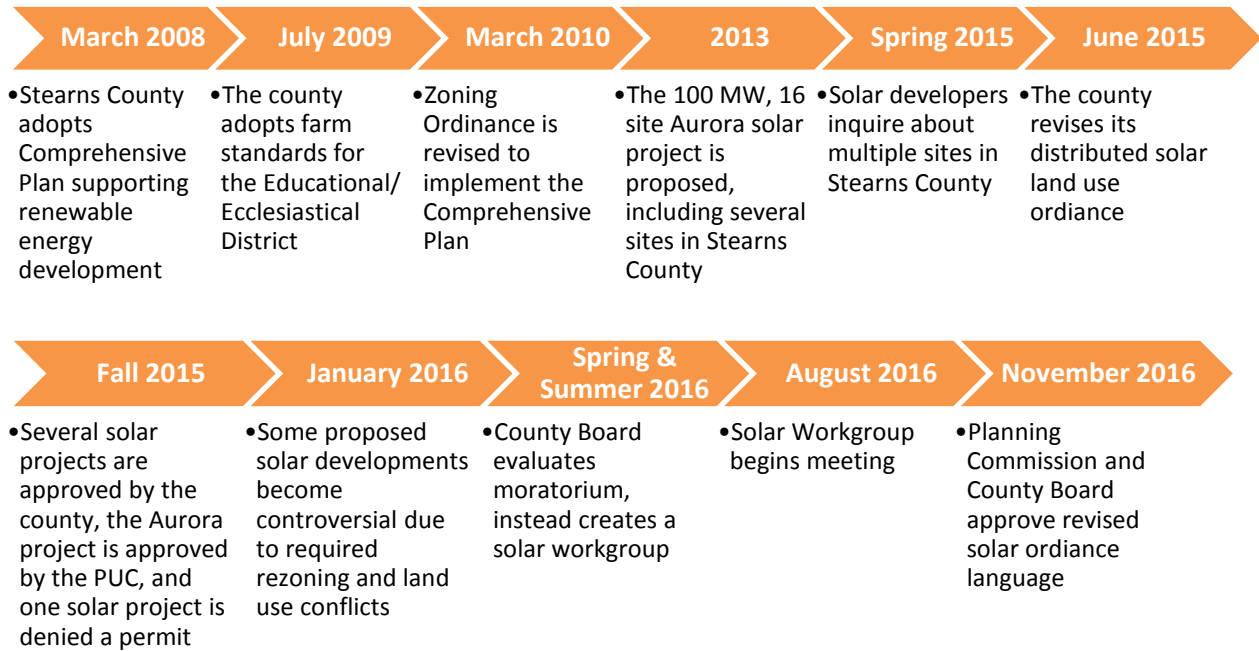 March 2008
July 2009
March 2010
2013
Spring 2015
June 2015
•Stearns County
adopts
Comprehensive
Plan supporting
renewable
energy
development
•The county
adopts farm
standards for
the Educational/
Ecclesiastical
District
•Zoning
Ordinance is
revised to
implement the
Comprehensive
Plan
•The 100 MW, 16
site Aurora solar
project is
proposed,
including several
sites in Stearns
County
•Solar developers
inquire about
multiple sites in
Stearns County
•The county
revises its
distributed solar
land use
ordiance
Fall 2015
January 2016
Spring &
Summer 2016
August 2016
November 2016
•Several solar
projects are
approved by the
county, the Aurora
project is approved
by the PUC, and
one solar project is
denied a permit
•Some proposed
solar developments
become
controversial due
to required
rezoning and land
use conflicts
•County Board
evaluates
moratorium,
instead creates a
solar workgroup
•Solar Workgroup
begins meeting
•Planning
Commission and
County Board
approve revised
solar ordiance
language